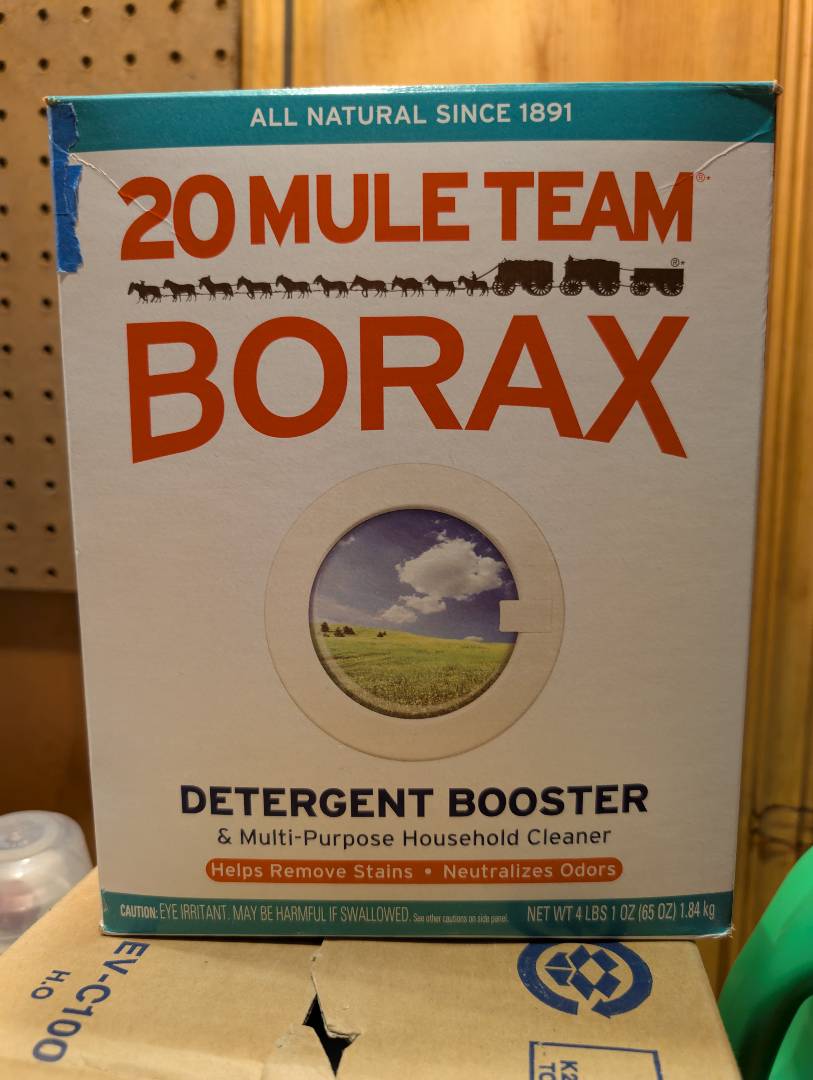 ALL NATURAL SINCE 1891
20 MULE TEAM®*
®*
BORAX
DETERGENT BOOSTER
& Multi-Purpose Household Cleaner
Helps Remove Stains • Neutralizes Odors
CAUTION: EYE IRRITANT. MAY BE HARMFUL IF SWALLOWED. See other cautions on side panel. NET WT 4 LBS 1 OZ (65 OZ) 1.84 kg
EV-C100
H.O